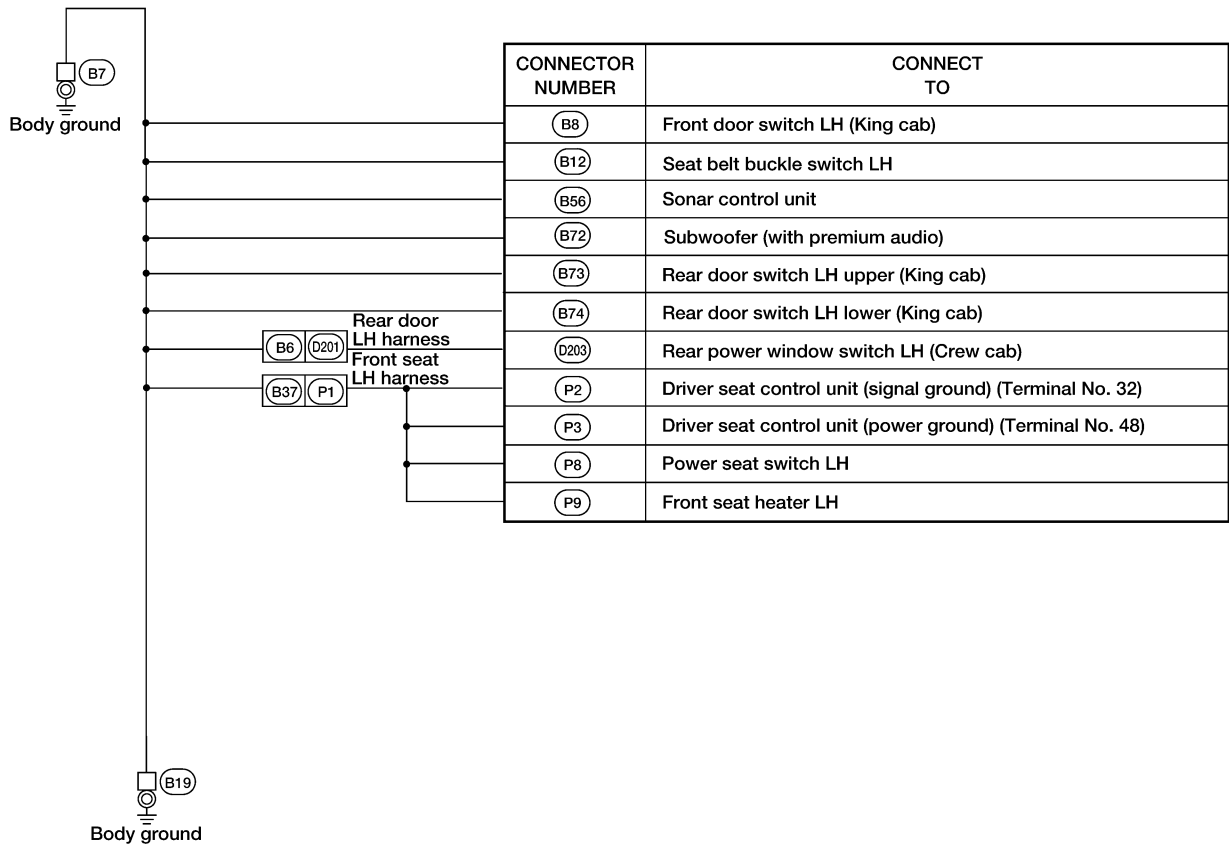 B7
Body ground
CONNECTOR NUMBER
CONNECT TO
B8 Front door switch LH (King cab)
B12 Seat belt buckle switch LH
B56 Sonar control unit
B72 Subwoofer (with premium audio)
B73 Rear door switch LH upper (King cab)
B74 Rear door switch LH lower (King cab)
Rear door
LH harness
B6 D201
D203 Rear power window switch LH (Crew cab)
Front seat
LH harness
B37 P1
P2 Driver seat control unit (signal ground) (Terminal No. 32)
P3 Driver seat control unit (power ground) (Terminal No. 48)
P8 Power seat switch LH
P9 Front seat heater LH
B19
Body ground